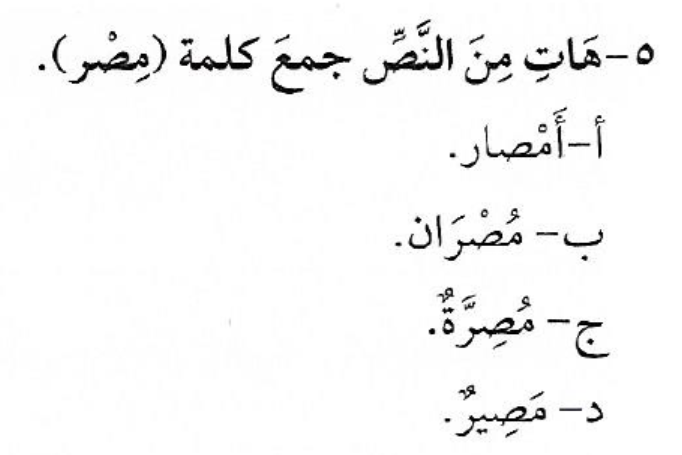 ٥-هَاتِ مِنَ النَّصِّ جمعَ كلمة (مِصْر).
أ-أَمْصار.
ب- مُصْرَان.
ج- مُصِرَّةٌ.
د- مَصِيرٌ.